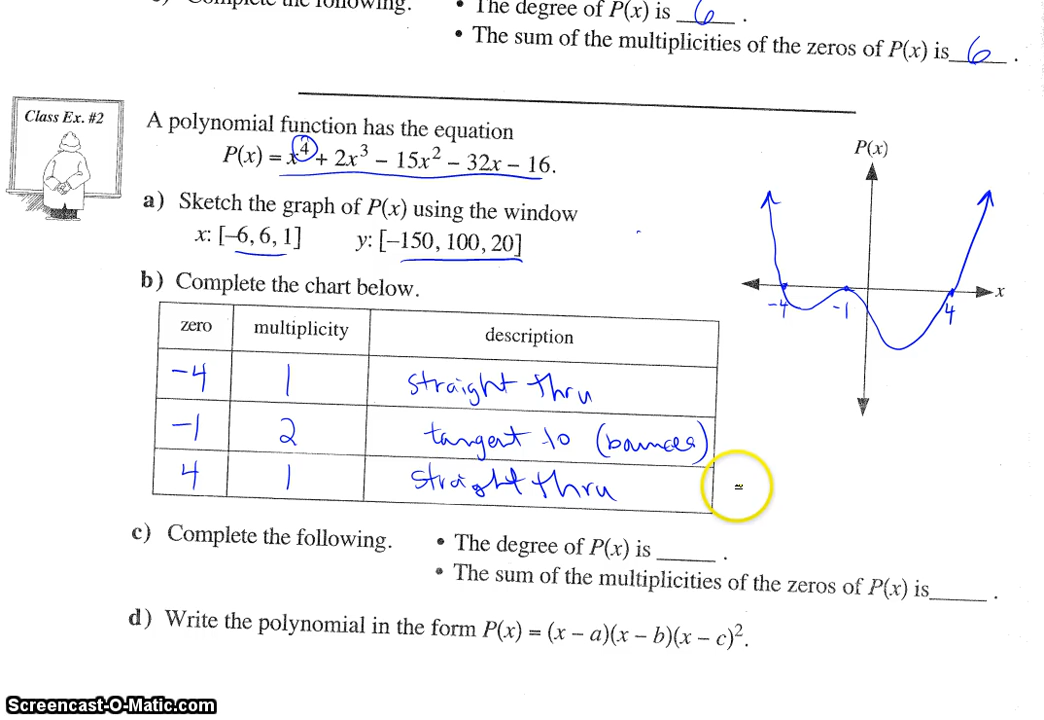 Complete the following.
• The degree of P(x) is 6 .
• The sum of the multiplicities of the zeros of P(x) is 6 .
Class Ex. #2
A polynomial function has the equation
P(x) = x⁴ + 2x³ – 15x² – 32x – 16.
a) Sketch the graph of P(x) using the window
x: [–6, 6, 1] y: [–150, 100, 20]
P(x)
x
-4 -1 4
b) Complete the chart below.
zero multiplicity description
-4 1 straight thru
-1 2 tangent to (bounces)
4 1 straight thru
c) Complete the following.
• The degree of P(x) is _____ .
• The sum of the multiplicities of the zeros of P(x) is_____ .
d) Write the polynomial in the form P(x) = (x – a)(x – b)(x – c)².
Screencast-O-Matic.com